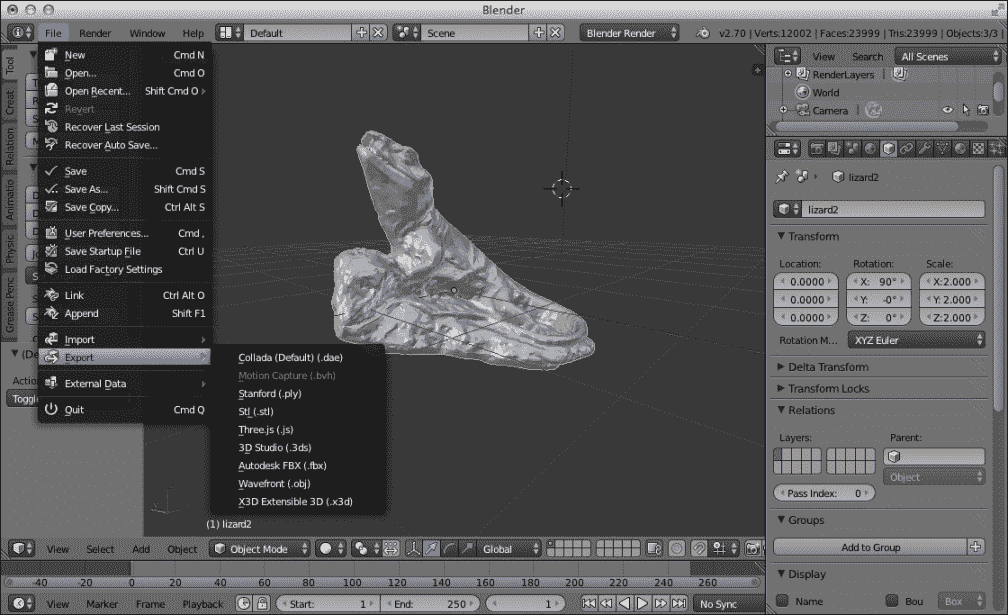 Blender
File Render Window Help Default Scene Blender Render v2.70 | Verts:12002 | Faces:23999 | Tris:23999 | Objects:3/3 |
New Cmd N
Open... Cmd O
Open Recent... Shift Cmd O
Revert
Recover Last Session
Recover Auto Save...
Save Cmd S
Save As... Shift Cmd S
Save Copy... Ctrl Alt S
User Preferences... Cmd ,
Save Startup File Ctrl U
Load Factory Settings
Link Ctrl Alt O
Append Shift F1
Import
Export
External Data
Quit Cmd Q
Collada (Default) (.dae)
Motion Capture (.bvh)
Stanford (.ply)
Stl (.stl)
Three.js (.js)
3D Studio (.3ds)
Autodesk FBX (.fbx)
Wavefront (.obj)
X3D Extensible 3D (.x3d)
Tool
Creat
Relation
Animatio
Physic
Grease Penc
(De
Actio
Toggle
(1) lizard2
View Search All Scenes
RenderLayers
World
Camera
lizard2
lizard2
Transform
Location: Rotation: Scale:
0.0000 X: 90° X:2.000
0.0000 Y: -0° Y:2.000
0.0000 Z: 0° Z:2.000
Rotation M... XYZ Euler
Delta Transform
Transform Locks
Relations
Layers: Parent:
Object
Pass Index: 0
Groups
Add to Group
Display
Name Bou Box
View Select Add Object Object Mode Global
-40 -20 0 20 40 60 80 100 120 140 160 180 200 220 240 260
View Marker Frame Playback Start: 1 End: 250 1 No Sync